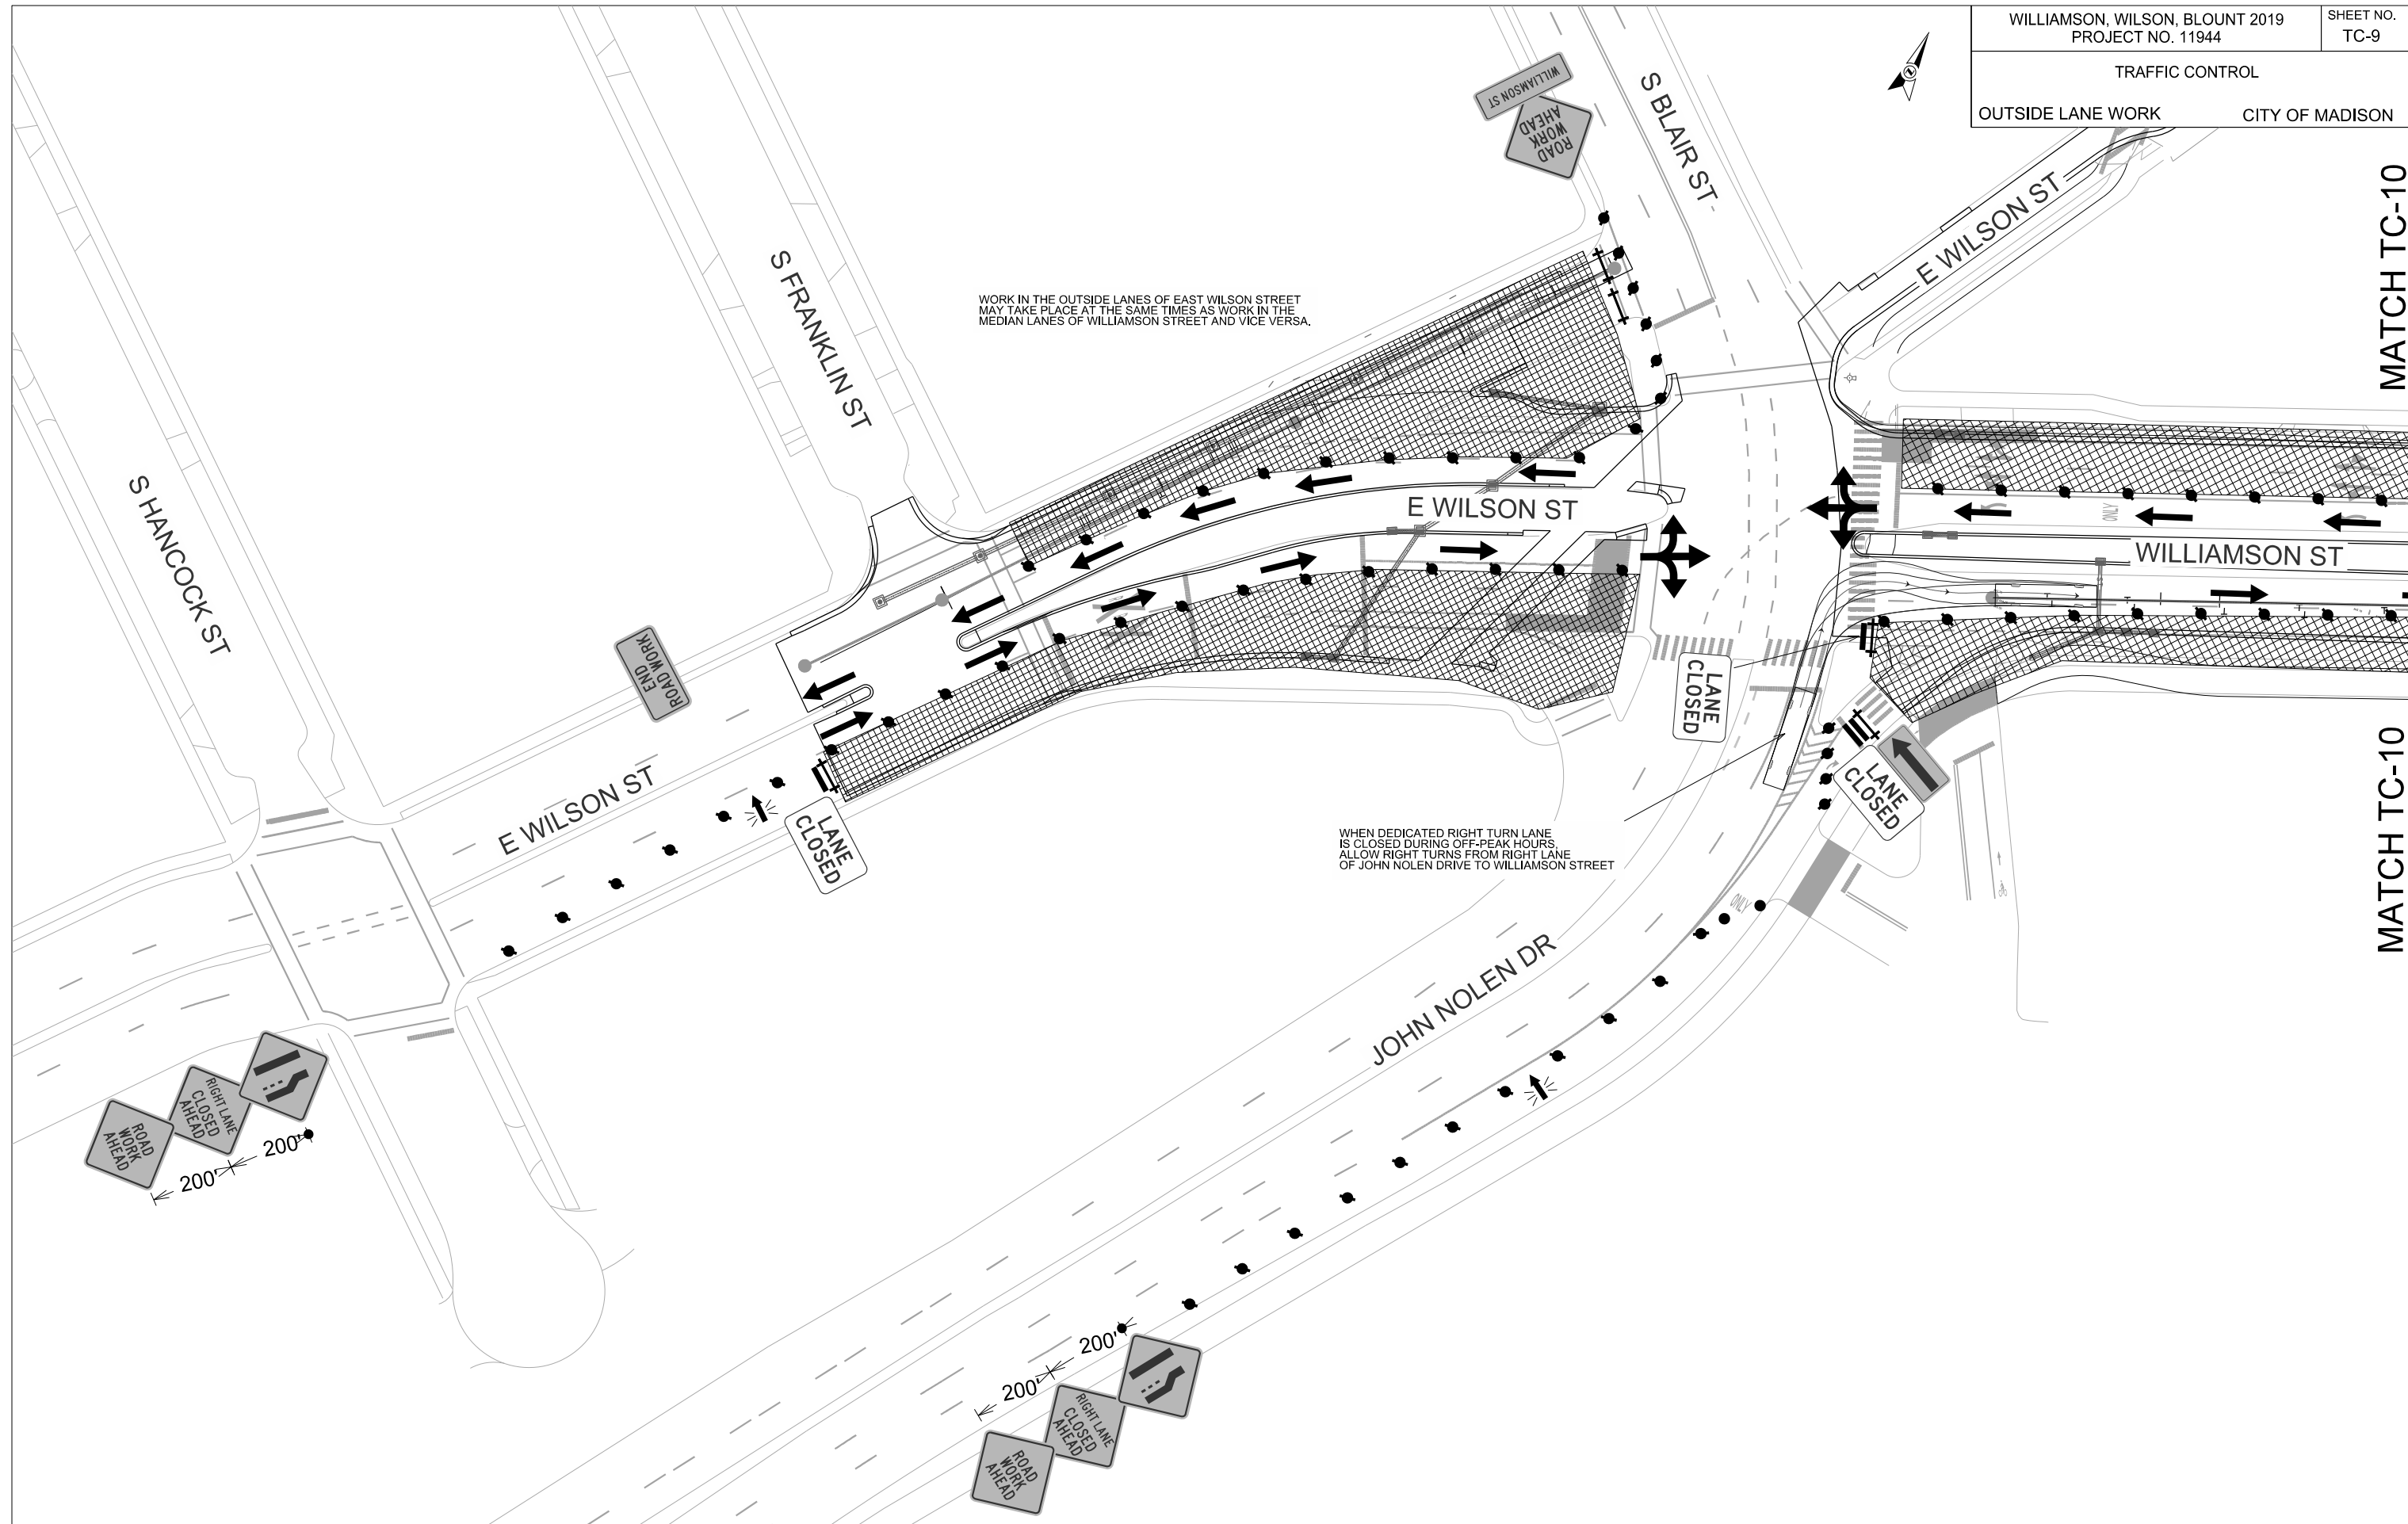 WILLIAMSON, WILSON, BLOUNT 2019
PROJECT NO. 11944
SHEET NO.
TC-9
TRAFFIC CONTROL
OUTSIDE LANE WORK
CITY OF MADISON
MATCH TC-10
MATCH TC-10
WILLIAMSON ST
ROAD
WORK
AHEAD
S BLAIR ST
E WILSON ST
S FRANKLIN ST
S HANCOCK ST
WORK IN THE OUTSIDE LANES OF EAST WILSON STREET
MAY TAKE PLACE AT THE SAME TIMES AS WORK IN THE
MEDIAN LANES OF WILLIAMSON STREET AND VICE VERSA.
E WILSON ST
ONLY
WILLIAMSON ST
END
ROAD WORK
LANE
CLOSED
LANE
CLOSED
E WILSON ST
LANE
CLOSED
WHEN DEDICATED RIGHT TURN LANE
IS CLOSED DURING OFF-PEAK HOURS,
ALLOW RIGHT TURNS FROM RIGHT LANE
OF JOHN NOLEN DRIVE TO WILLIAMSON STREET
ONLY
JOHN NOLEN DR
RIGHT LANE
CLOSED
AHEAD
ROAD
WORK
AHEAD
200'
200'
200'
200'
RIGHT LANE
CLOSED
AHEAD
ROAD
WORK
AHEAD